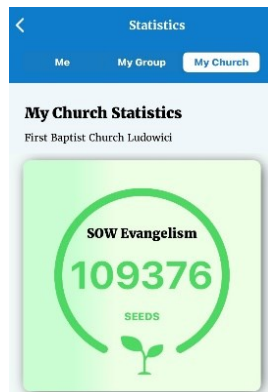 Statistics
Me My Group My Church
My Church Statistics
First Baptist Church Ludowici
SOW Evangelism
109376
SEEDS